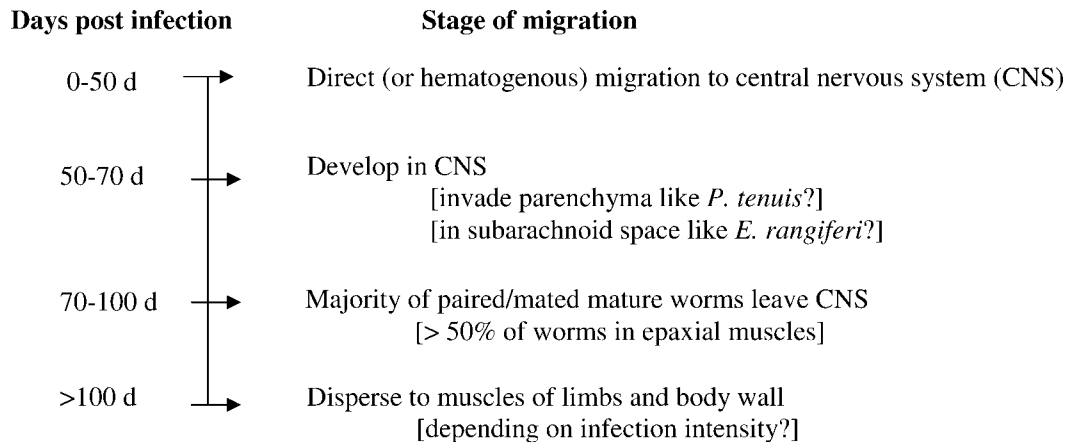 Days post infection Stage of migration
0-50 d Direct (or hematogenous) migration to central nervous system (CNS)
50-70 d Develop in CNS
[invade parenchyma like P. tenuis?]
[in subarachnoid space like E. rangiferi?]
70-100 d Majority of paired/mated mature worms leave CNS
[> 50% of worms in epaxial muscles]
>100 d Disperse to muscles of limbs and body wall
[depending on infection intensity?]